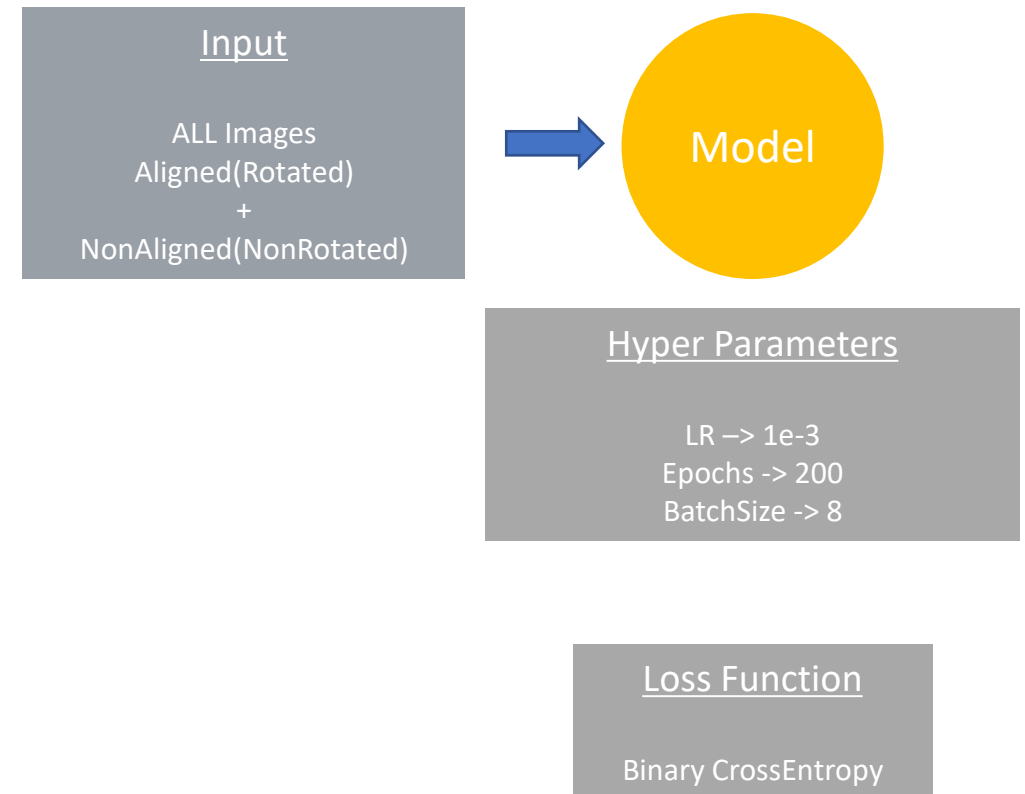 Input
ALL Images
Aligned(Rotated)
+
NonAligned(NonRotated)
Model
Hyper Parameters
LR –> 1e-3
Epochs -> 200
BatchSize -> 8
Loss Function
Binary CrossEntropy